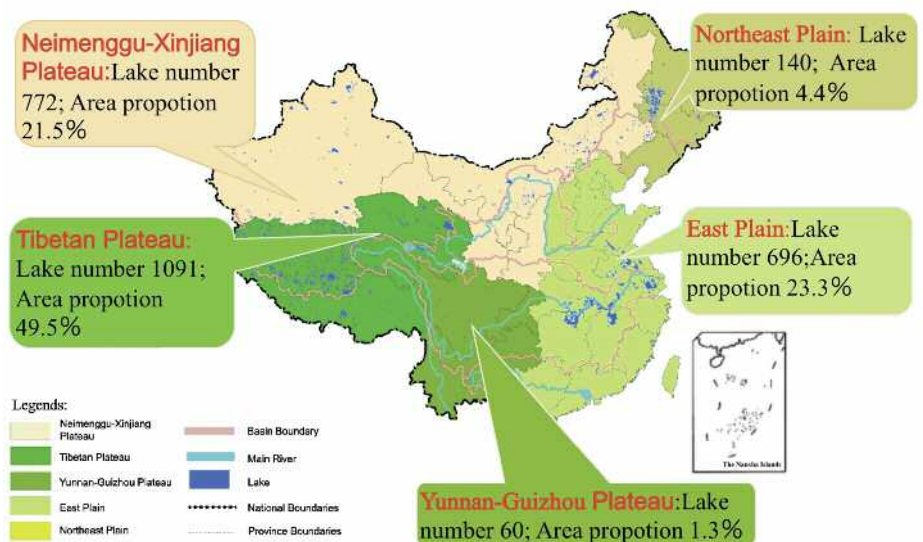 Neimenggu-Xinjiang
Plateau:Lake number
772; Area propotion
21.5%
Northeast Plain: Lake
number 140; Area
propotion 4.4%
Tibetan Plateau:
Lake number 1091;
Area propotion
49.5%
East Plain:Lake
number 696;Area
propotion 23.3%
Yunnan-Guizhou Plateau:Lake
number 60; Area propotion 1.3%
The Nansha Islands
Legends:
Neimenggu-Xinjiang
Plateau
Tibetan Plateau
Yunnan-Guizhou Plateau
East Plain
Northeast Plain
Basin Boundary
Main River
Lake
National Boundaries
Province Boundaries